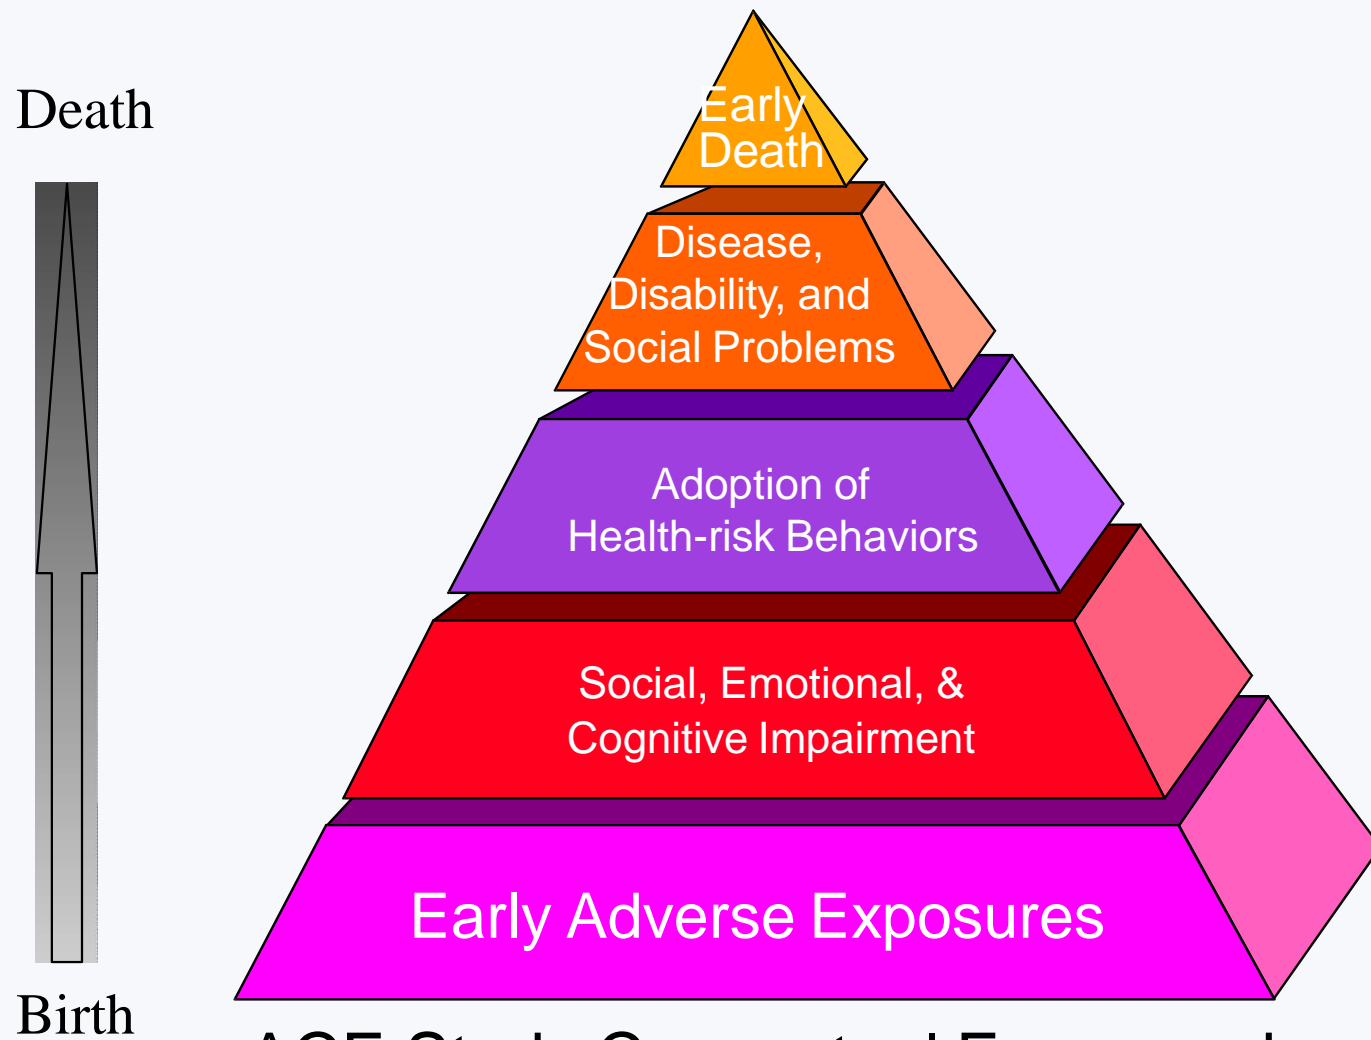 Death
Early
Death
Disease,
Disability, and
Social Problems
Adoption of
Health-risk Behaviors
Social, Emotional, &
Cognitive Impairment
Early Adverse Exposures
Birth